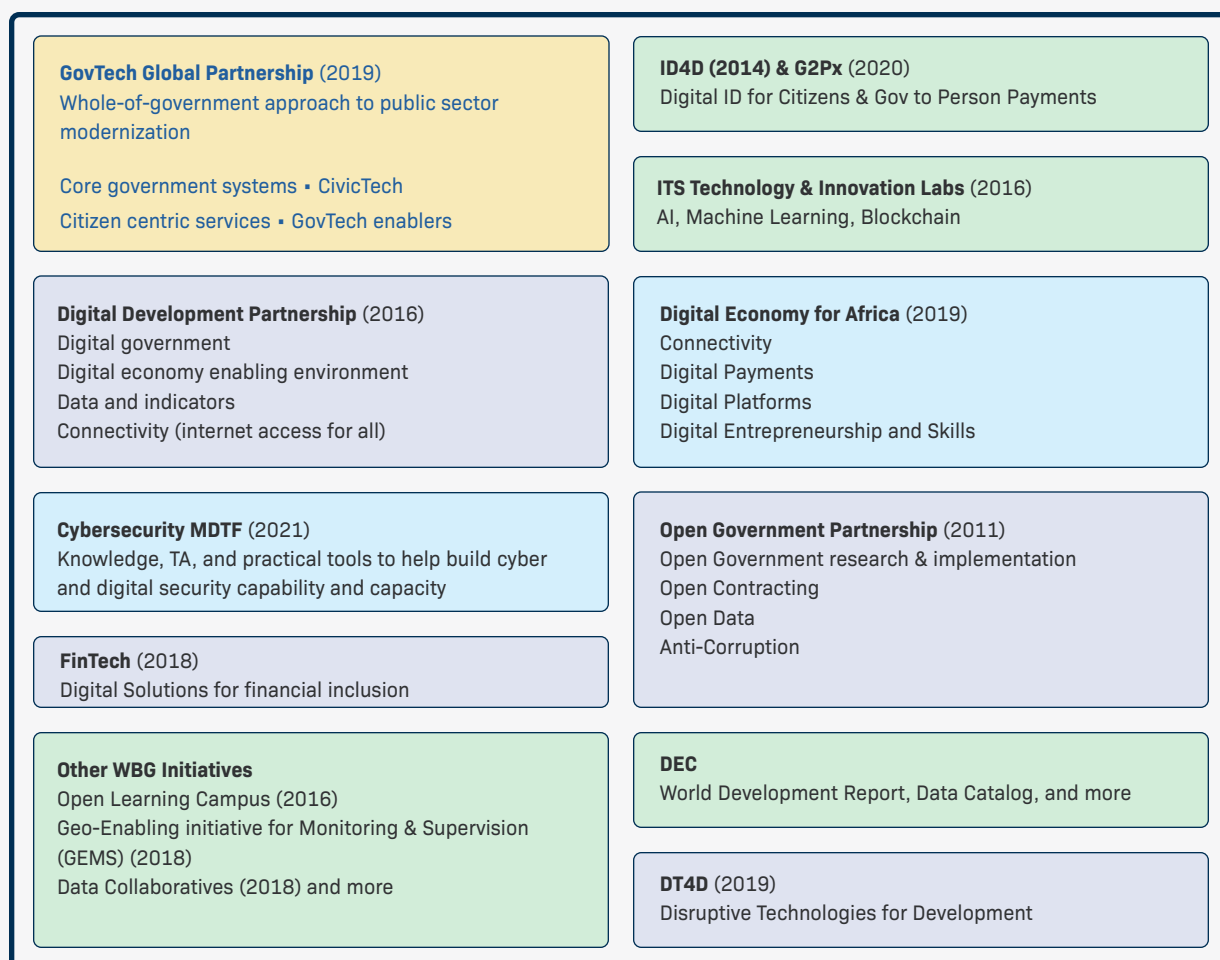 GovTech Global Partnership (2019)
Whole-of-government approach to public sector
modernization
Core government systems ▪ CivicTech
Citizen centric services ▪ GovTech enablers
ID4D (2014) & G2Px (2020)
Digital ID for Citizens & Gov to Person Payments
ITS Technology & Innovation Labs (2016)
AI, Machine Learning, Blockchain
Digital Development Partnership (2016)
Digital government
Digital economy enabling environment
Data and indicators
Connectivity (internet access for all)
Digital Economy for Africa (2019)
Connectivity
Digital Payments
Digital Platforms
Digital Entrepreneurship and Skills
Cybersecurity MDTF (2021)
Knowledge, TA, and practical tools to help build cyber
and digital security capability and capacity
Open Government Partnership (2011)
Open Government research & implementation
Open Contracting
Open Data
Anti-Corruption
FinTech (2018)
Digital Solutions for financial inclusion
Other WBG Initiatives
Open Learning Campus (2016)
Geo-Enabling initiative for Monitoring & Supervision
(GEMS) (2018)
Data Collaboratives (2018) and more
DEC
World Development Report, Data Catalog, and more
DT4D (2019)
Disruptive Technologies for Development